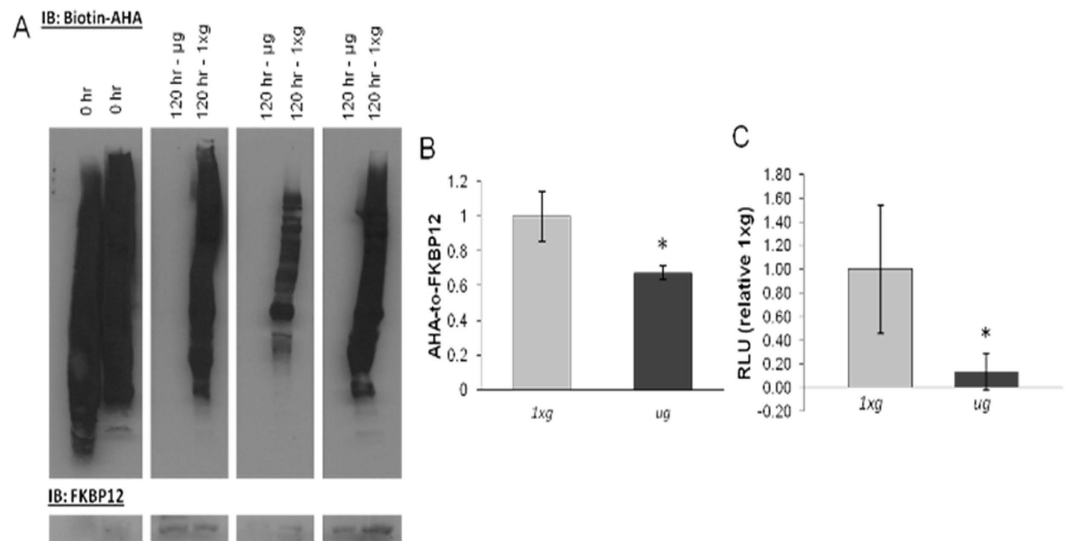 A
IB: Biotin-AHA
0 hr
0 hr
120 hr - µg
120 hr - 1xg
120 hr - µg
120 hr - 1xg
120 hr - µg
120 hr - 1xg
IB: FKBP12
B
AHA-to-FKBP12
1.2
1
0.8
0.6
0.4
0.2
0
*
1xg
ug
C
RLU (relative 1xg)
1.80
1.60
1.40
1.20
1.00
0.80
0.60
0.40
0.20
0.00
-0.20
*
1xg
ug